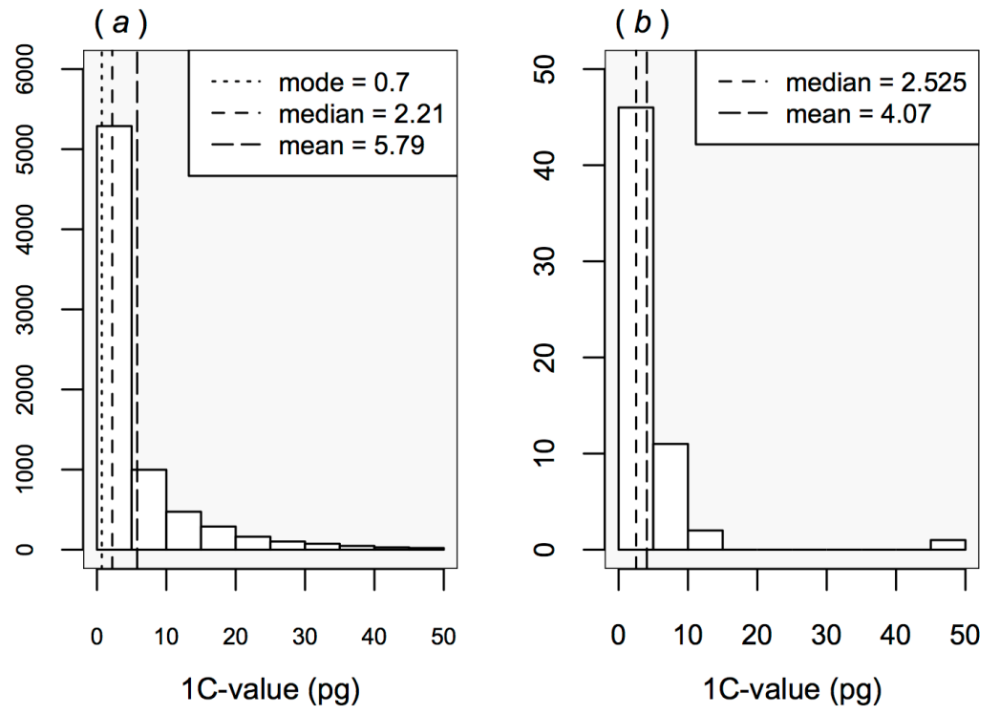 ( a )
mode = 0.7
median = 2.21
mean = 5.79
6000
5000
4000
3000
2000
1000
0
0 10 20 30 40 50
1C-value (pg)
( b )
median = 2.525
mean = 4.07
50
40
30
20
10
0
0 10 20 30 40 50
1C-value (pg)